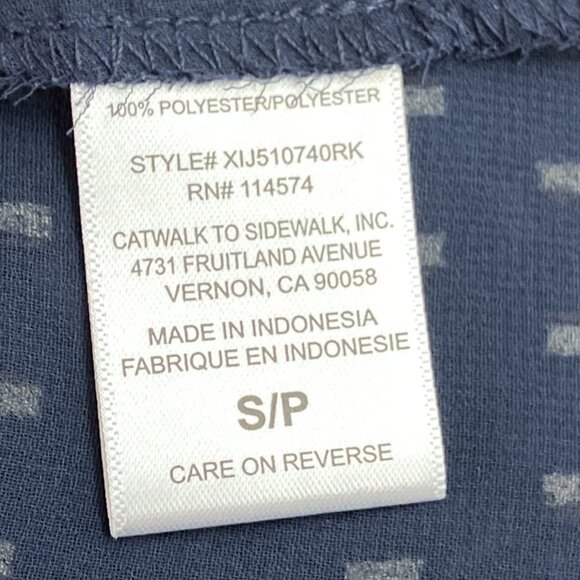 100% POLYESTER/POLYESTER
STYLE# XIJ510740RK
RN# 114574
CATWALK TO SIDEWALK, INC.
4731 FRUITLAND AVENUE
VERNON, CA 90058
MADE IN INDONESIA
FABRIQUE EN INDONESIE
S/P
CARE ON REVERSE